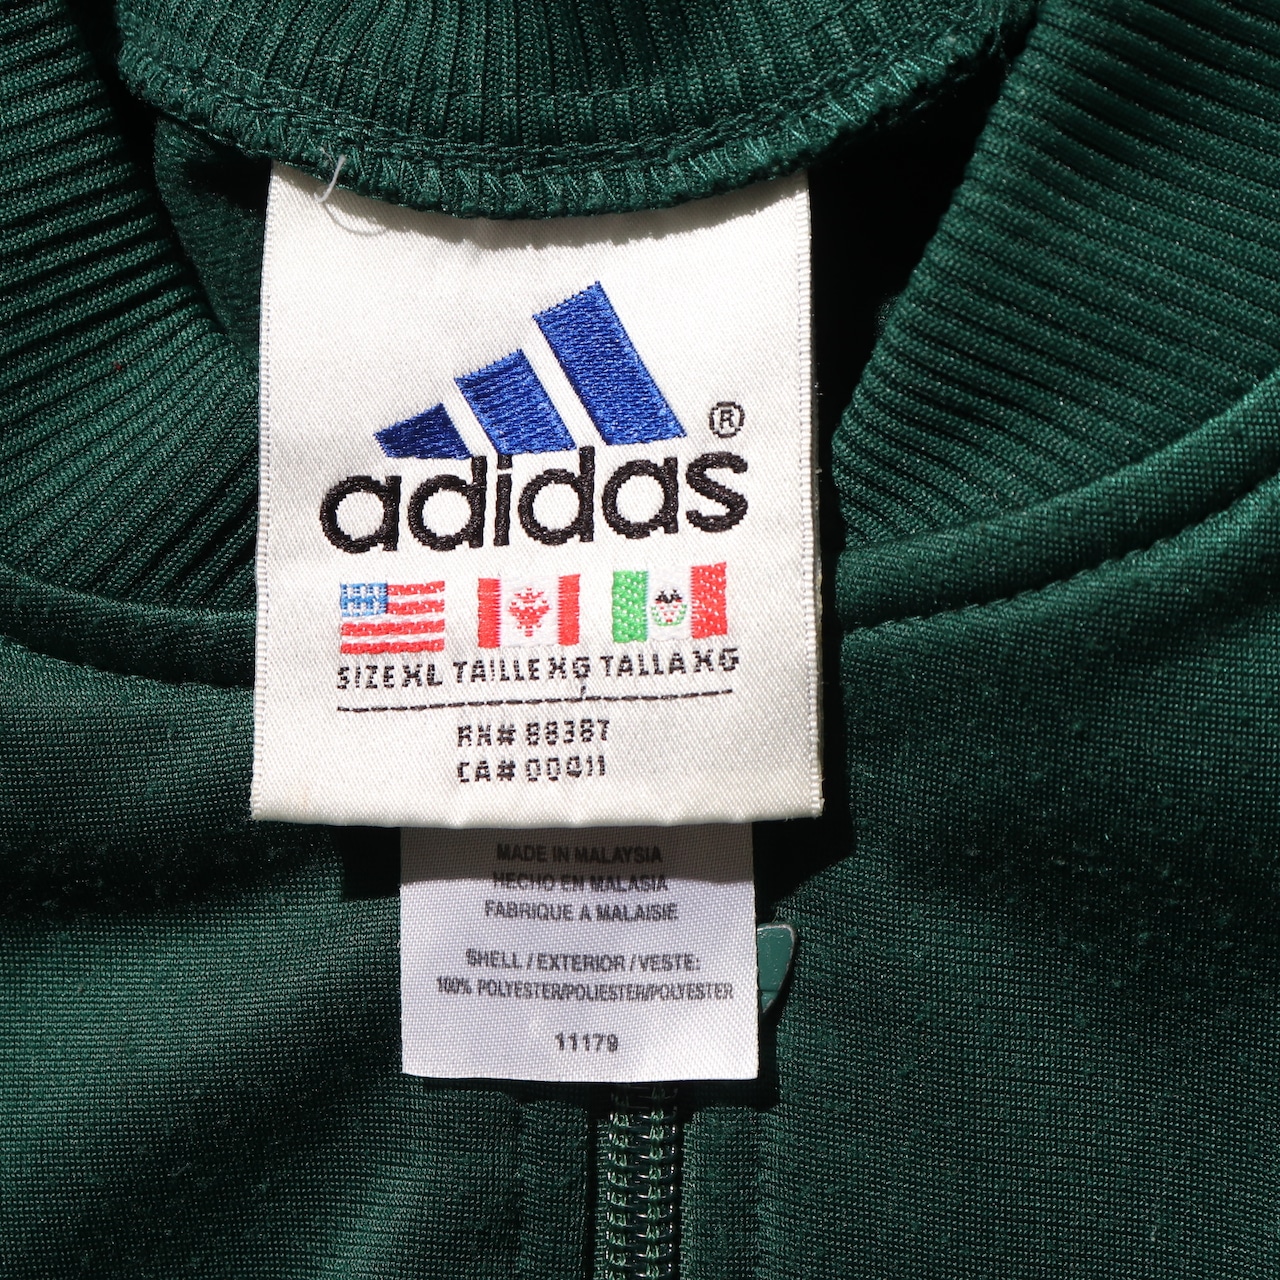 adidas®
SIZE XL TAILLE XG TALLA XG
RN# 88387
CA# 00411
MADE IN MALAYSIA
HECHO EN MALASIA
FABRIQUE A MALAISIE
SHELL / EXTERIOR / VESTE:
100% POLYESTER/POLIESTER/POLYESTER
11179